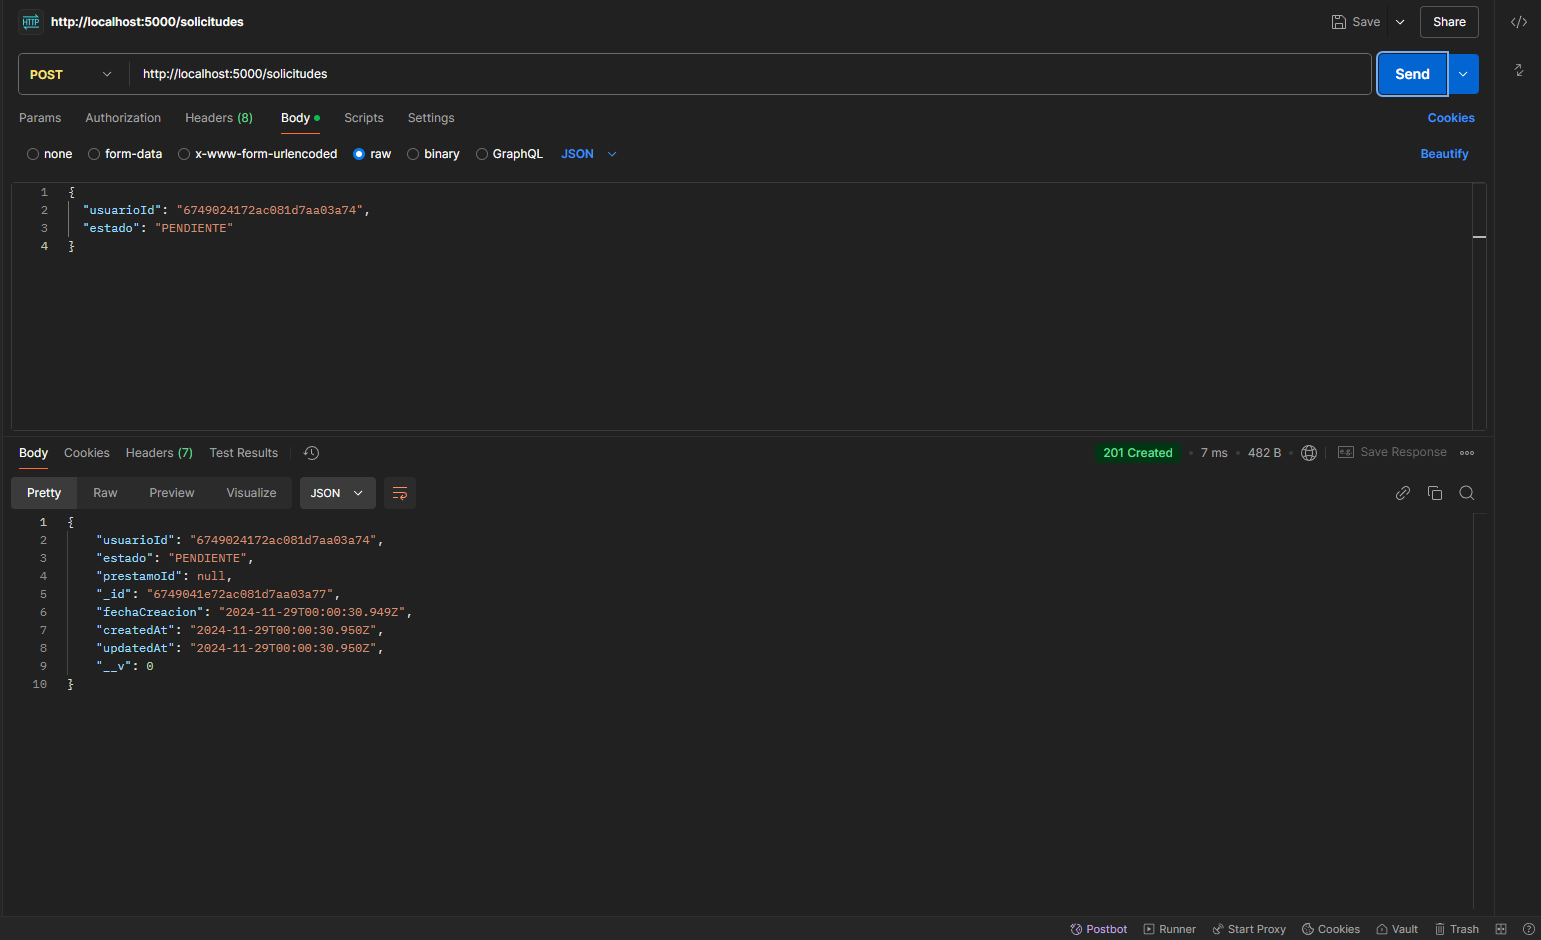 HTTP http://localhost:5000/solicitudes Save Share
POST http://localhost:5000/solicitudes Send
Params Authorization Headers (8) Body Scripts Settings Cookies
none form-data x-www-form-urlencoded raw binary GraphQL JSON Beautify
1 {
2 "usuarioId": "6749024172ac081d7aa03a74",
3 "estado": "PENDIENTE"
4 }
Body Cookies Headers (7) Test Results 201 Created 7 ms 482 B e.g. Save Response
Pretty Raw Preview Visualize JSON
1 {
2 "usuarioId": "6749024172ac081d7aa03a74",
3 "estado": "PENDIENTE",
4 "prestamoId": null,
5 "_id": "6749041e72ac081d7aa03a77",
6 "fechaCreacion": "2024-11-29T00:00:30.949Z",
7 "createdAt": "2024-11-29T00:00:30.950Z",
8 "updatedAt": "2024-11-29T00:00:30.950Z",
9 "__v": 0
10 }
Postbot Runner Start Proxy Cookies Vault Trash